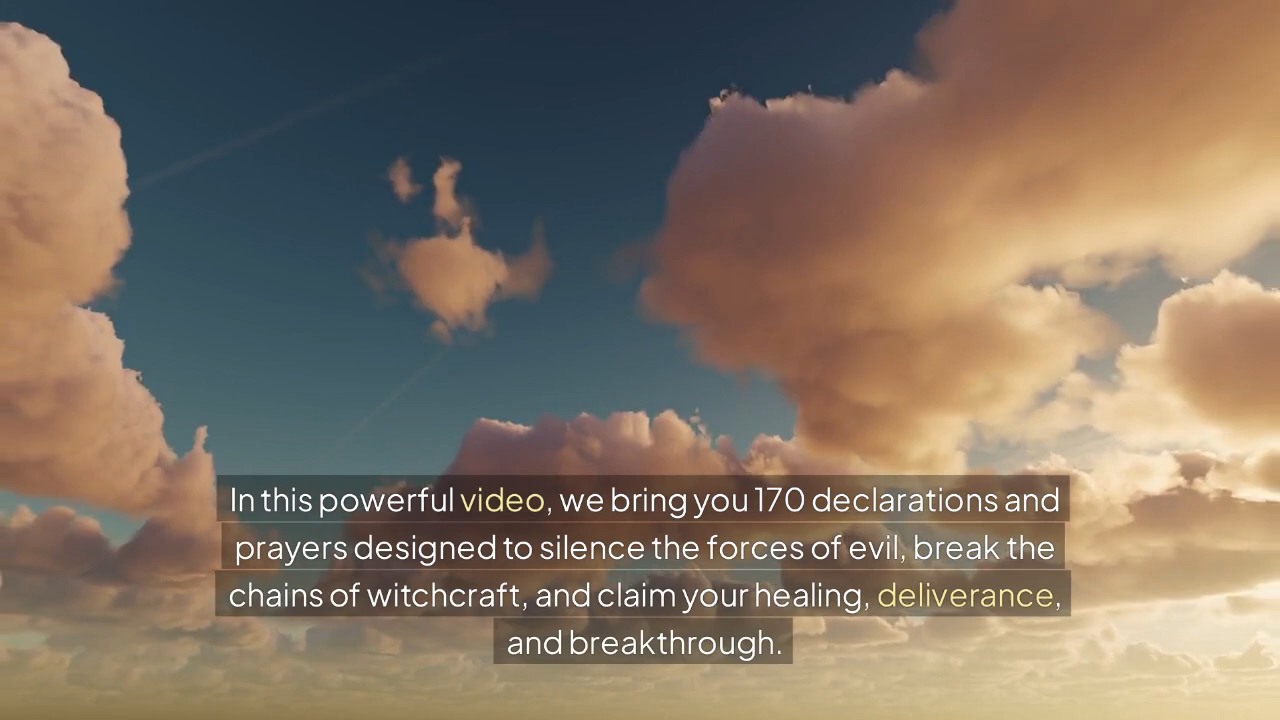 In this powerful video, we bring you 170 declarations and
prayers designed to silence the forces of evil, break the
chains of witchcraft, and claim your healing, deliverance,
and breakthrough.